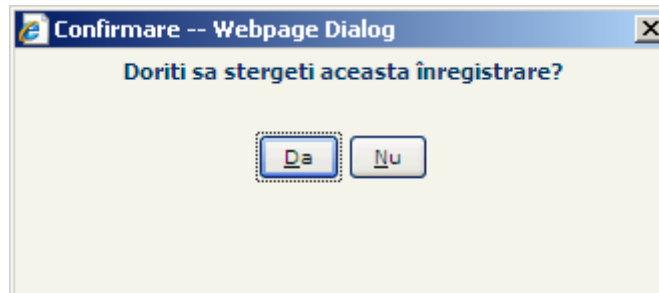 Confirmare -- Webpage Dialog
Doriti sa stergeti aceasta înregistrare?
Da Nu